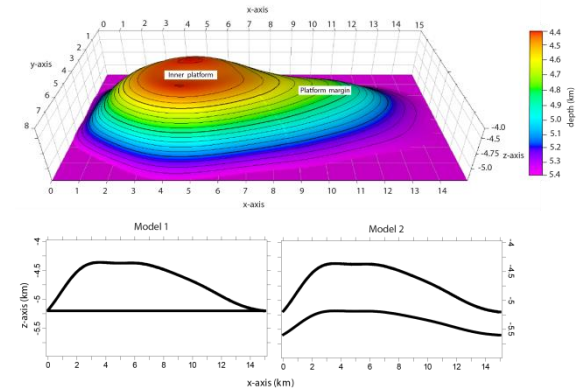 x-axis
0 1 2 3 4 5 6 7 8 9 10 11 12 13 14 15
1
2
3
y-axis
4
5
6
7
8
Inner platform
Platform margin
-4.0
-4.5
-4.75
z-axis
-5.0
0 1 2 3 4 5 6 7 8 9 10 11 12 13 14
x-axis
4.4
4.5
4.6
4.7
4.8
4.9
5.0
5.1
5.2
5.3
5.4
depth (km)
Model 1
Model 2
z-axis (km)
-4
-4.5
-5
-5.5
0 2 4 6 8 10 12 14
-4
-4.5
-5
-5.5
0 2 4 6 8 10 12 14
x-axis (km)